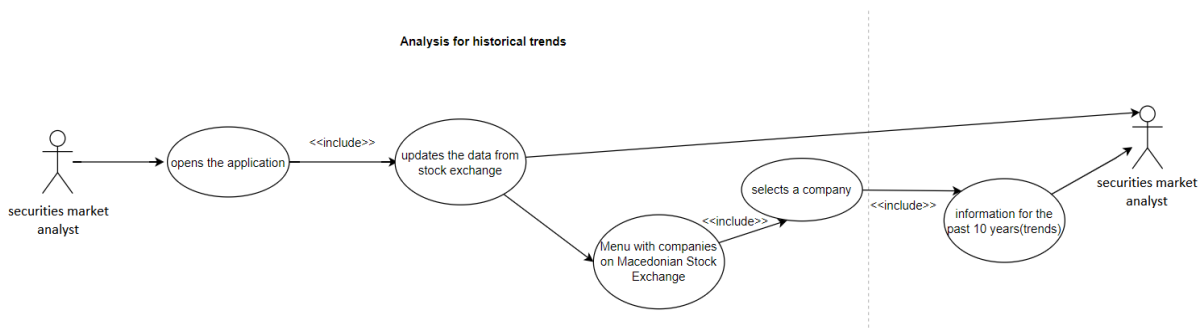 Analysis for historical trends
securities market
analyst
opens the application
<<include>>
updates the data from
stock exchange
Menu with companies
on Macedonian Stock
Exchange
<<include>>
selects a company
<<include>>
information for the
past 10 years(trends)
securities market
analyst